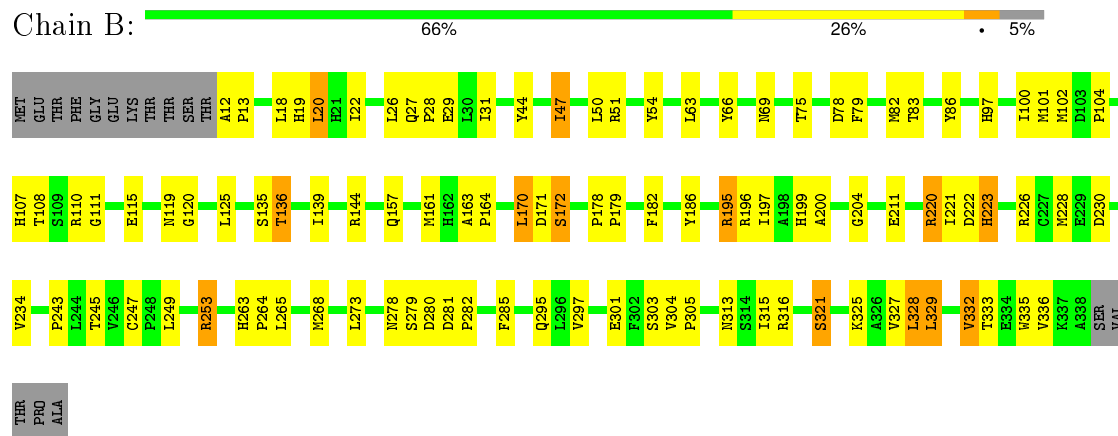 Chain B:
66% 26% • 5%
MET GLU THR PHE GLY GLU LYS THR THR SER THR A12 P13 L18 H19 L20 H21 I22 L26 Q27 P28 E29 L30 I31 Y44 I47 L50 R51 Y54 L63 Y66 N69 T75 D78 F79 M82 T83 Y86 H97 I100 M101 M102 D103 P104
H107 T108 S109 R110 G111 E115 N119 G120 L125 S135 T136 I139 R144 Q157 M161 H162 A163 P164 L170 D171 S172 P178 P179 F182 Y186 R195 R196 I197 A198 H199 A200 G204 E211 R220 I221 D222 H223 R226 C227 M228 E229 D230
V234 P243 L244 T245 V246 C247 P248 L249 R253 H263 P264 L265 M268 L273 N278 S279 D280 D281 P282 F285 Q295 L296 V297 E301 F302 S303 V304 P305 N313 S314 I315 R316 S321 K325 A326 V327 L328 L329 V332 T333 E334 W335 V336 K337 A338 SER VAL
THR PRO ALA